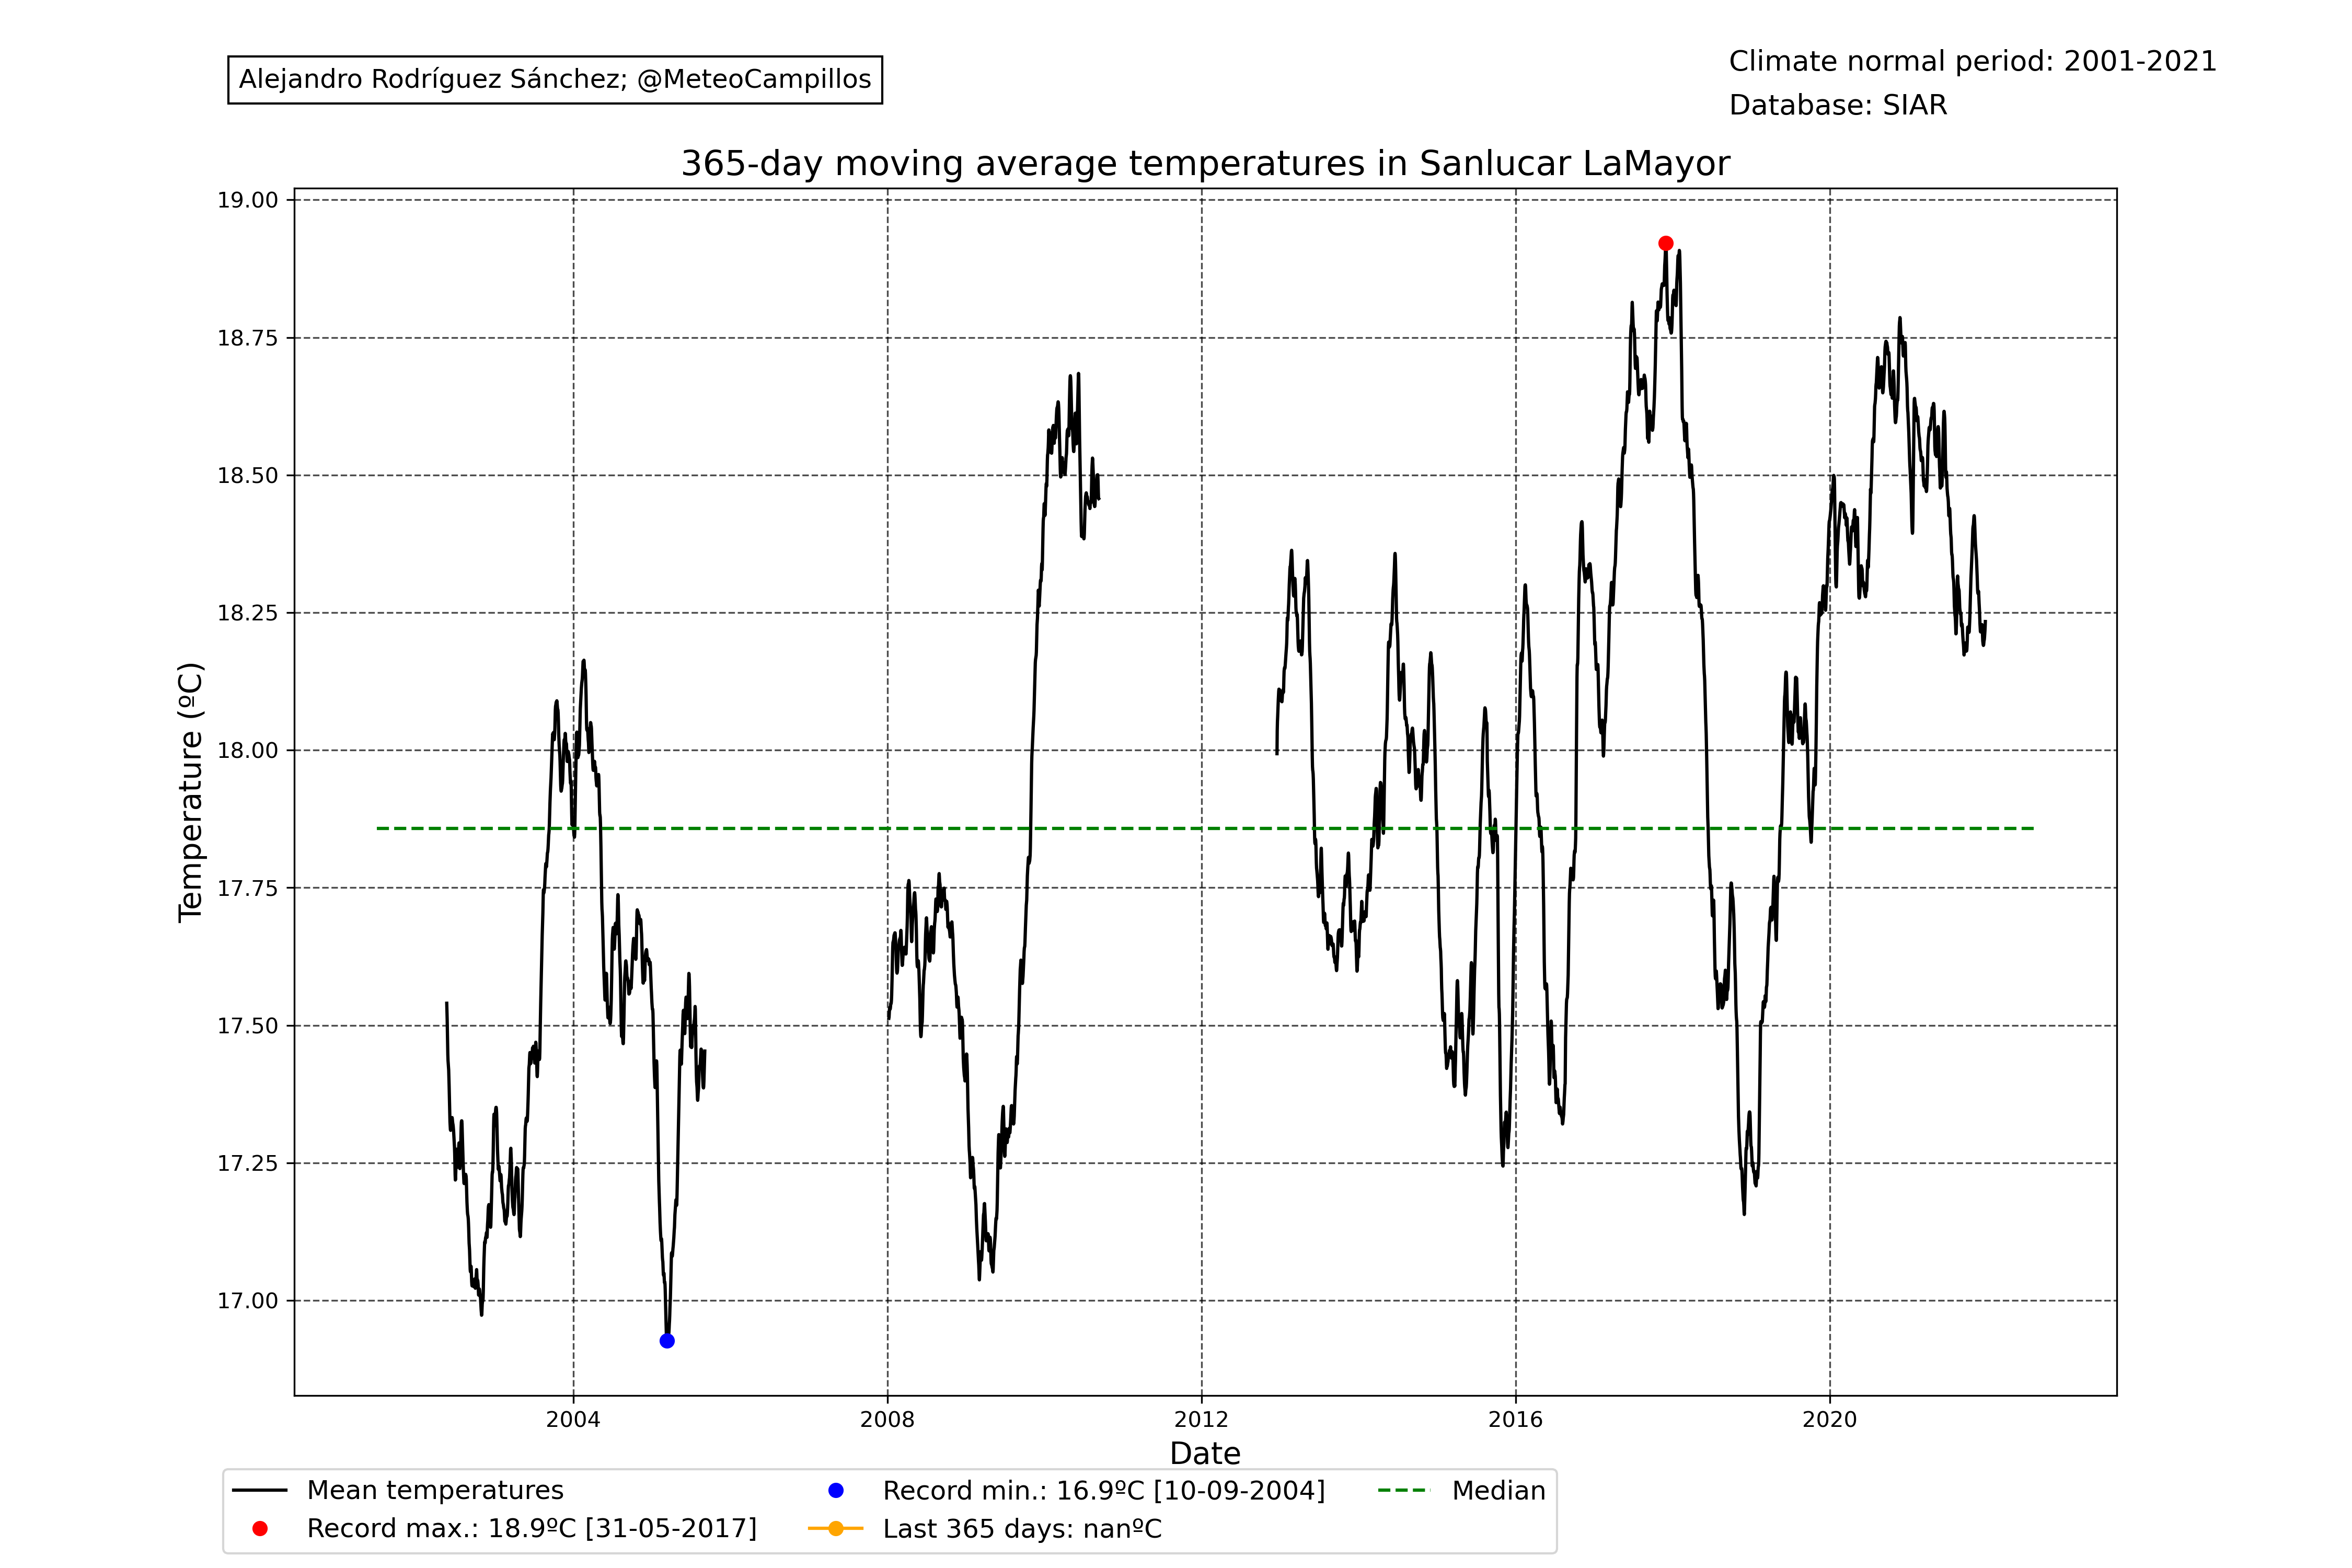 Alejandro Rodríguez Sánchez; @MeteoCampillos
Climate normal period: 2001-2021
Database: SIAR
365-day moving average temperatures in Sanlucar LaMayor
Temperature (ºC)
19.00
18.75
18.50
18.25
18.00
17.75
17.50
17.25
17.00
2004
2008
2012
2016
2020
Date
Mean temperatures
Record max.: 18.9ºC [31-05-2017]
Record min.: 16.9ºC [10-09-2004]
Last 365 days: nanºC
Median